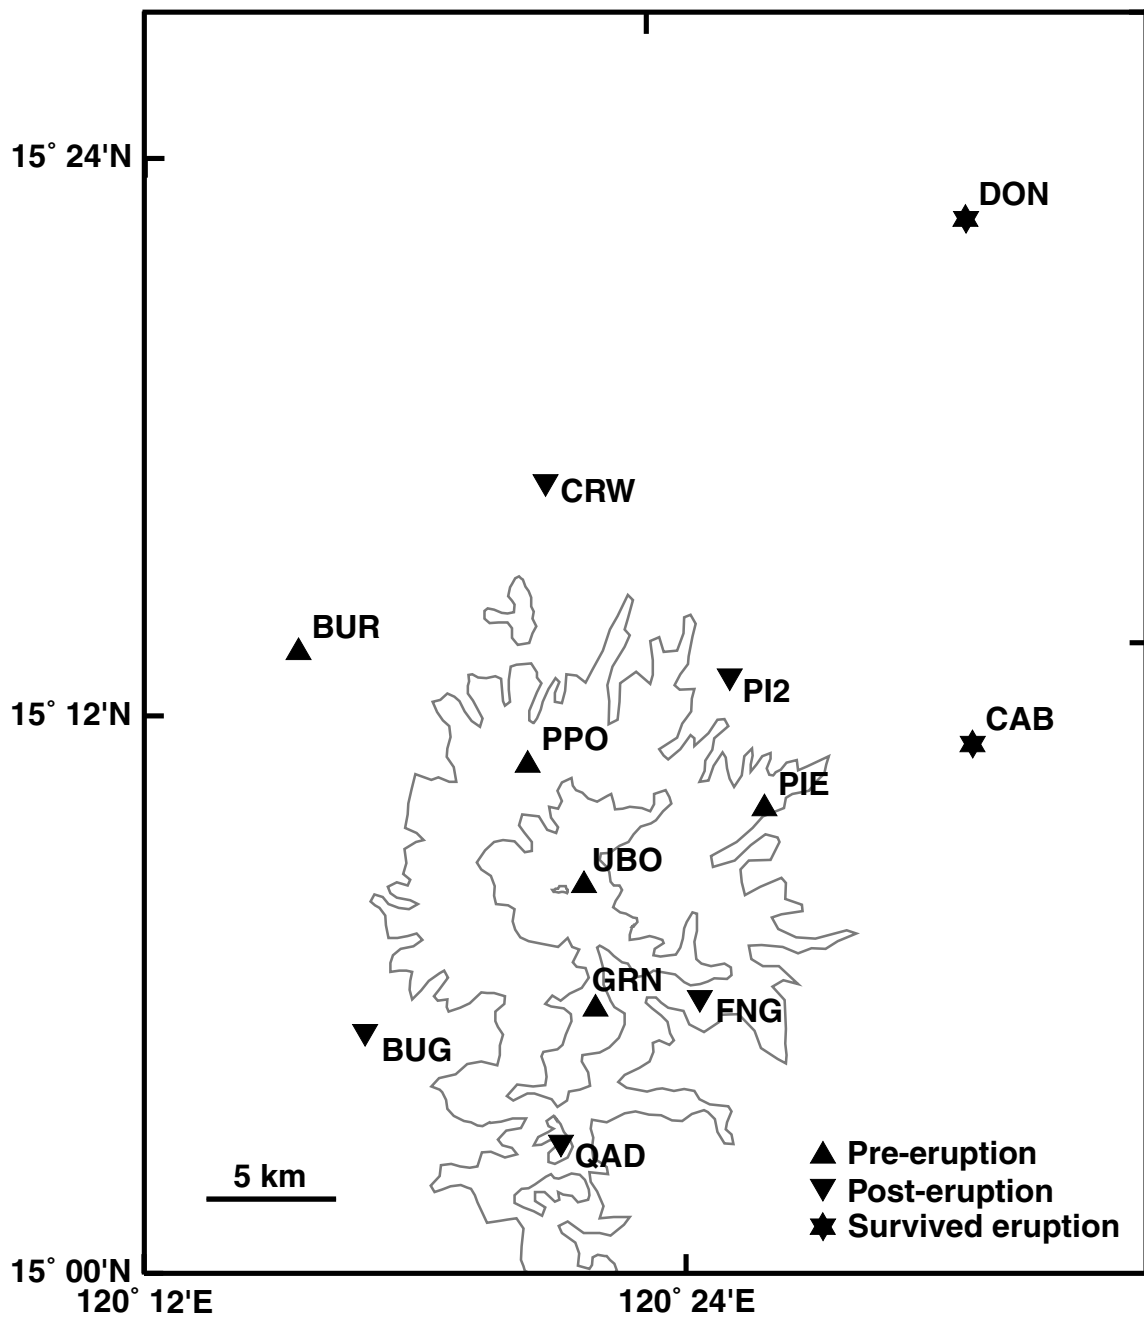 15° 24'N
DON
CRW
BUR
PI2
15° 12'N
CAB
PPO
PIE
UBO
GRN
FNG
BUG
QAD
5 km
Pre-eruption
Post-eruption
Survived eruption
15° 00'N
120° 12'E
120° 24'E